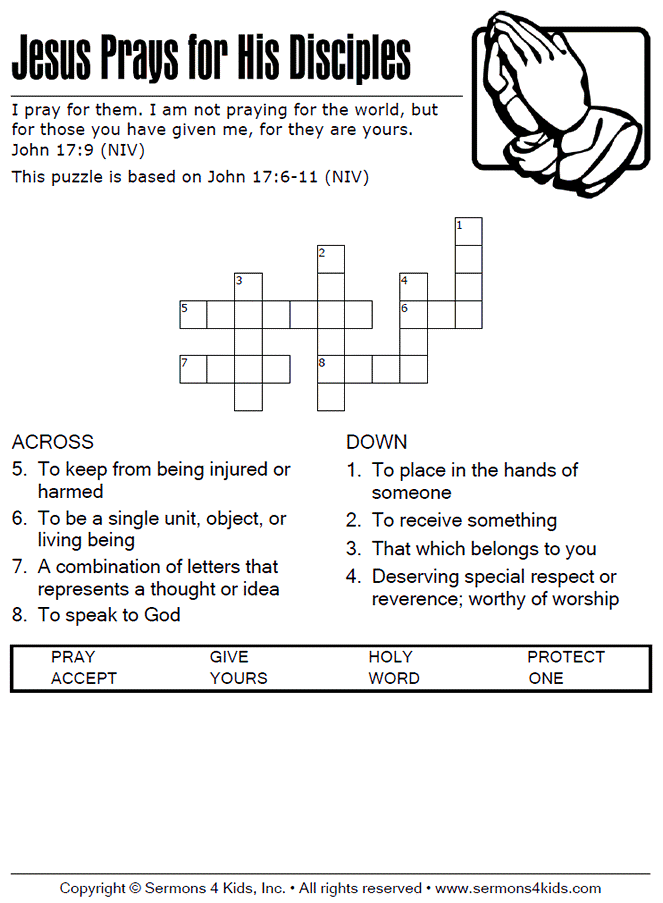 Jesus Prays for His Disciples
I pray for them. I am not praying for the world, but
for those you have given me, for they are yours.
John 17:9 (NIV)
This puzzle is based on John 17:6-11 (NIV)
1
2
3 4
5 6
7 8
ACROSS
5. To keep from being injured or
harmed
6. To be a single unit, object, or
living being
7. A combination of letters that
represents a thought or idea
8. To speak to God
DOWN
1. To place in the hands of
someone
2. To receive something
3. That which belongs to you
4. Deserving special respect or
reverence; worthy of worship
PRAY GIVE HOLY PROTECT
ACCEPT YOURS WORD ONE
Copyright © Sermons 4 Kids, Inc. • All rights reserved • www.sermons4kids.com